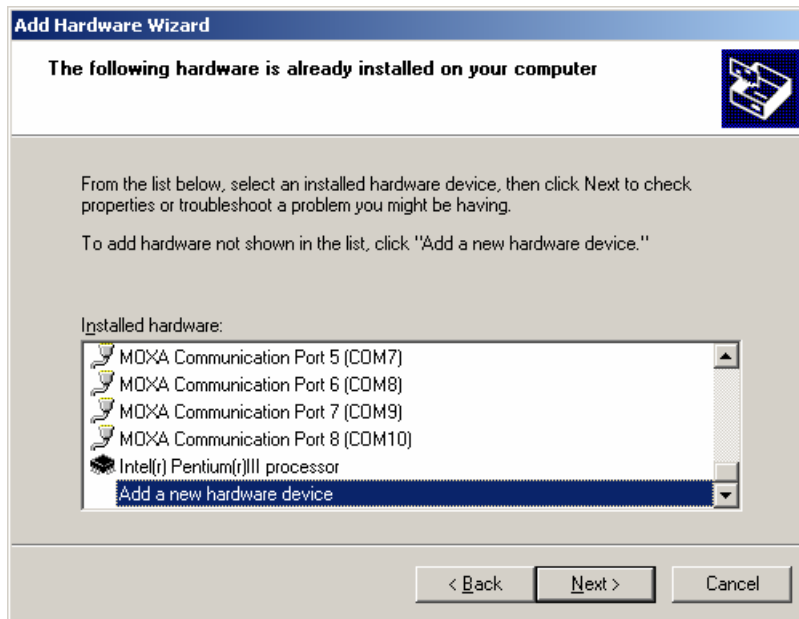 Add Hardware Wizard
The following hardware is already installed on your computer
From the list below, select an installed hardware device, then click Next to check
properties or troubleshoot a problem you might be having.
To add hardware not shown in the list, click "Add a new hardware device."
Installed hardware:
MOXA Communication Port 5 (COM7)
MOXA Communication Port 6 (COM8)
MOXA Communication Port 7 (COM9)
MOXA Communication Port 8 (COM10)
Intel(r) Pentium(r)III processor
Add a new hardware device
< Back Next > Cancel